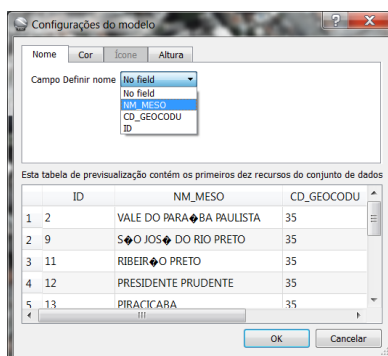 Configurações do modelo
Nome Cor Ícone Altura
Campo Definir nome No field
No field
NM_MESO
CD_GEOCODU
ID
Esta tabela de previsualização contém os primeiros dez recursos do conjunto de dados
ID NM_MESO CD_GEOCODU
1 2 VALE DO PARA�BA PAULISTA 35
2 9 S�O JOS� DO RIO PRETO 35
3 11 RIBEIR�O PRETO 35
4 12 PRESIDENTE PRUDENTE 35
5 13 PIRACICABA 35
OK Cancelar